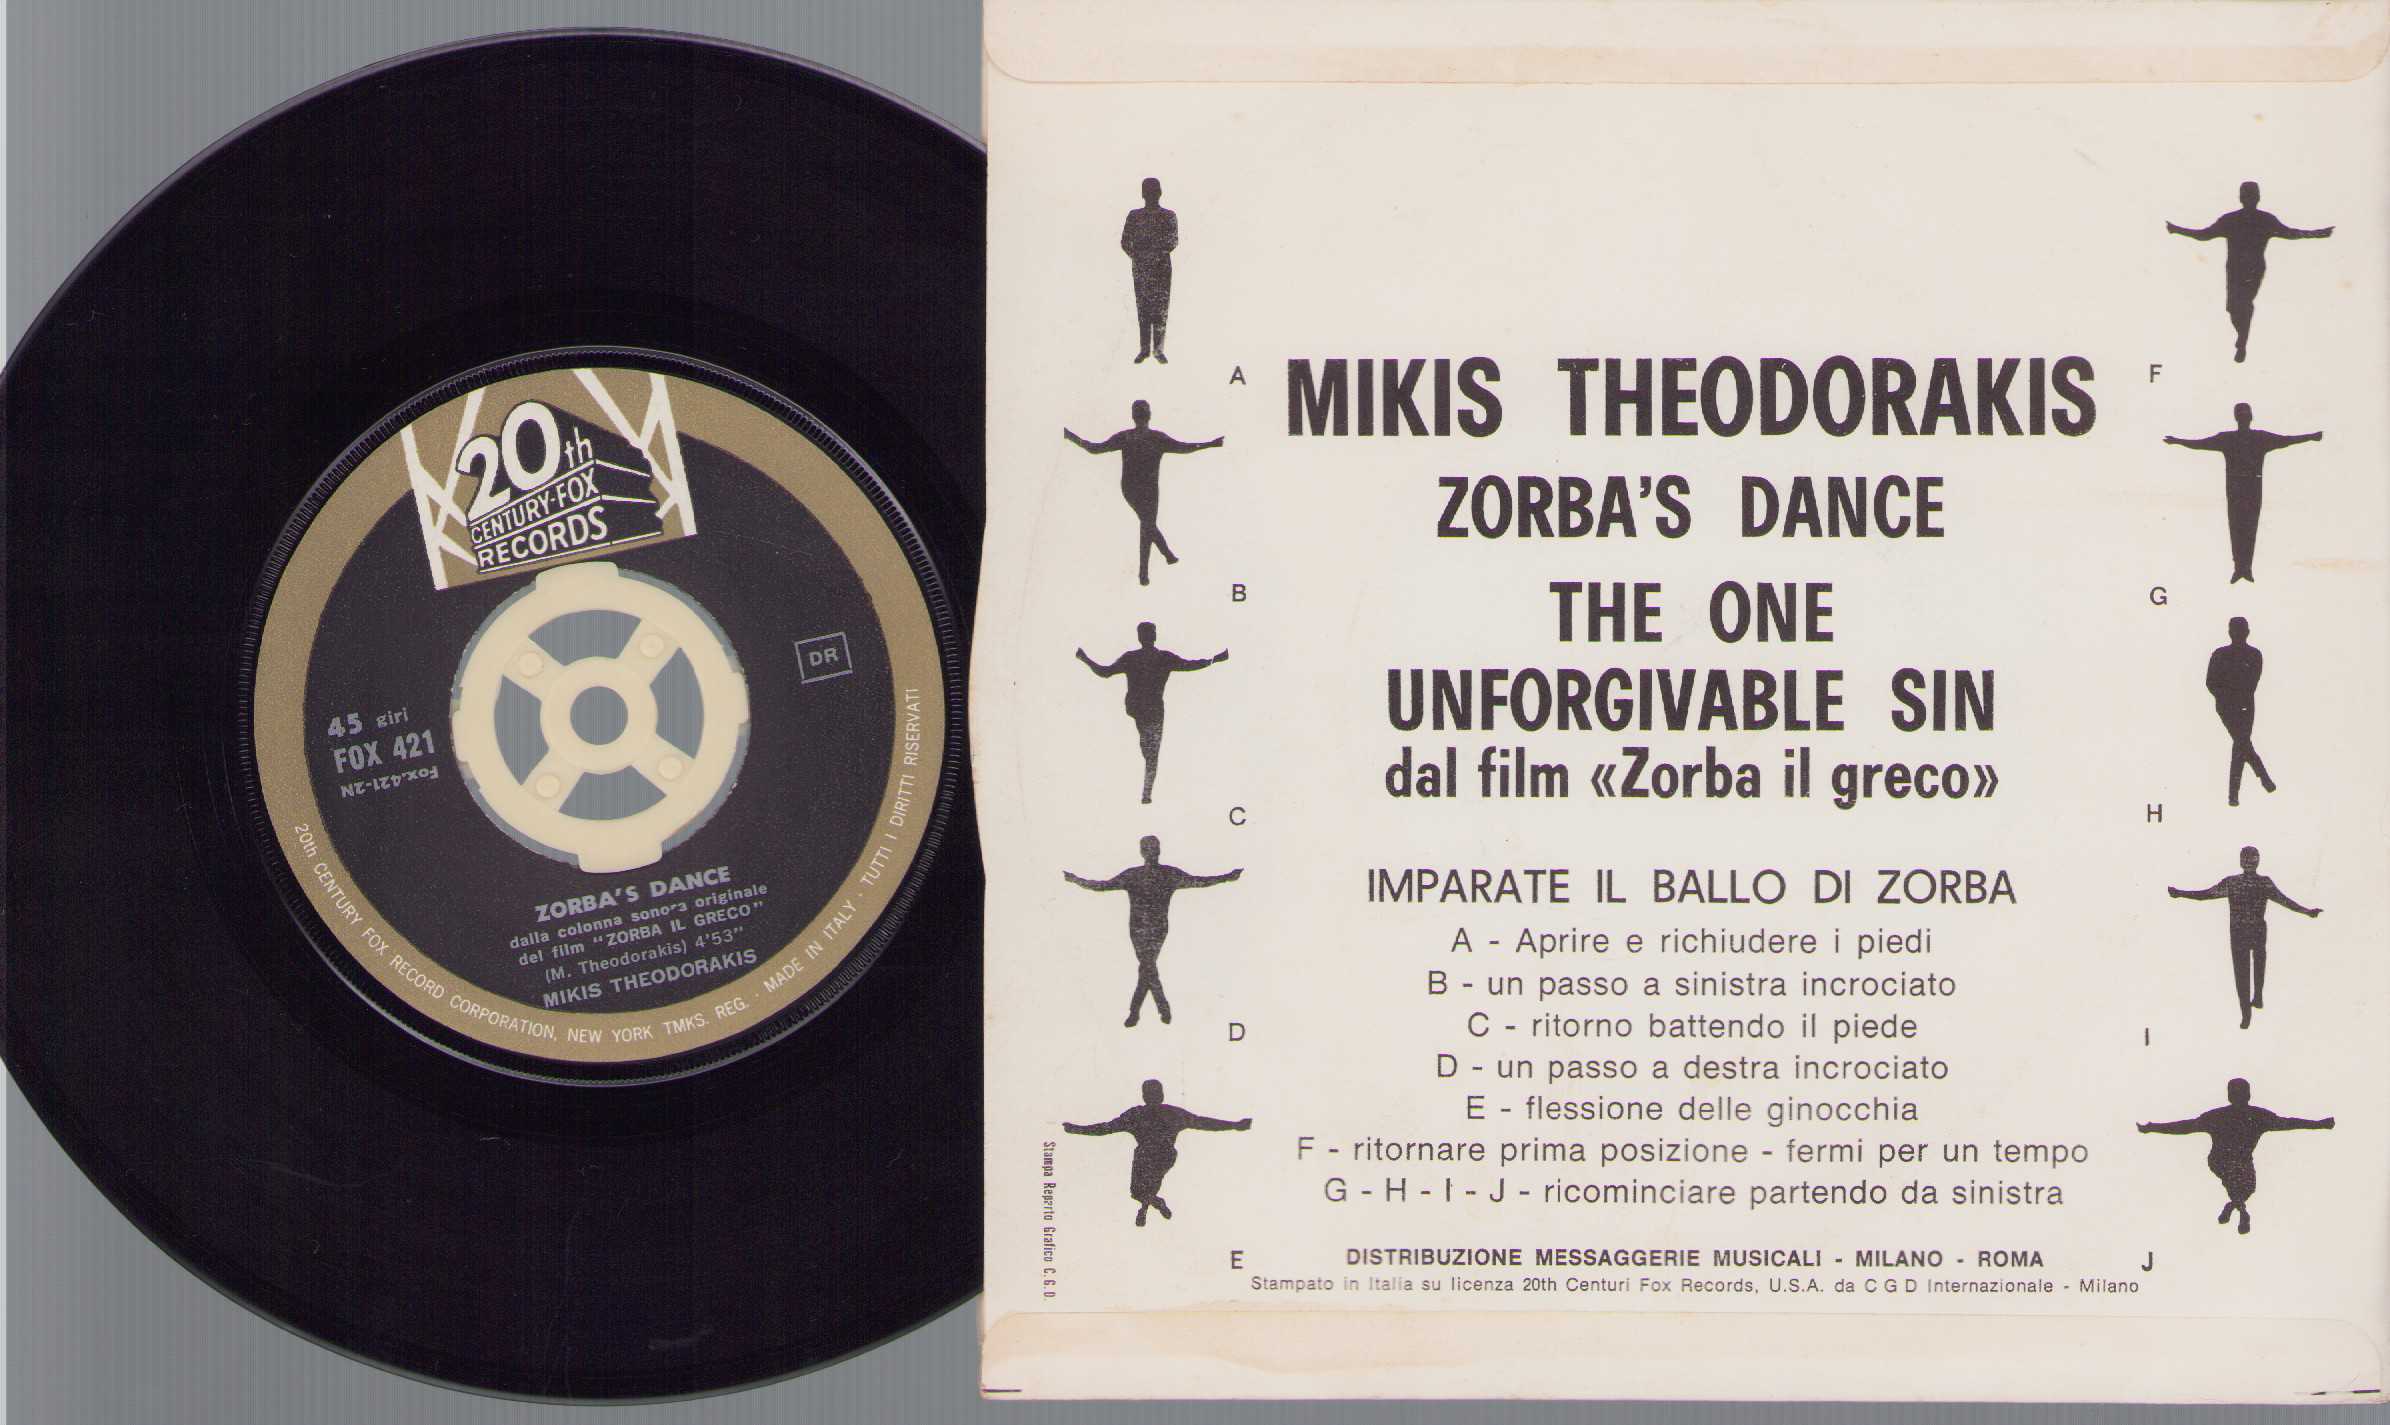 20th
CENTURY-FOX
RECORDS
DR
45 giri
FOX 421
Fox.421-2N
ZORBA'S DANCE
dalla colonna sonora originale
del film "ZORBA IL GRECO"
(M. Theodorakis) 4'53"
MIKIS THEODORAKIS
20th CENTURY FOX RECORD CORPORATION, NEW YORK TMKS. REG. · MADE IN ITALY · TUTTI I DIRITTI RISERVATI
A
B
C
D
E
MIKIS THEODORAKIS
ZORBA'S DANCE
THE ONE
UNFORGIVABLE SIN
dal film «Zorba il greco»
IMPARATE IL BALLO DI ZORBA
A - Aprire e richiudere i piedi
B - un passo a sinistra incrociato
C - ritorno battendo il piede
D - un passo a destra incrociato
E - flessione delle ginocchia
F - ritornare prima posizione - fermi per un tempo
G - H - I - J - ricominciare partendo da sinistra
DISTRIBUZIONE MESSAGGERIE MUSICALI - MILANO - ROMA
Stampato in Italia su licenza 20th Centuri Fox Records, U.S.A. da C G D Internazionale - Milano
F
G
H
I
J
Stampa Reparto Grafico C. G. D.